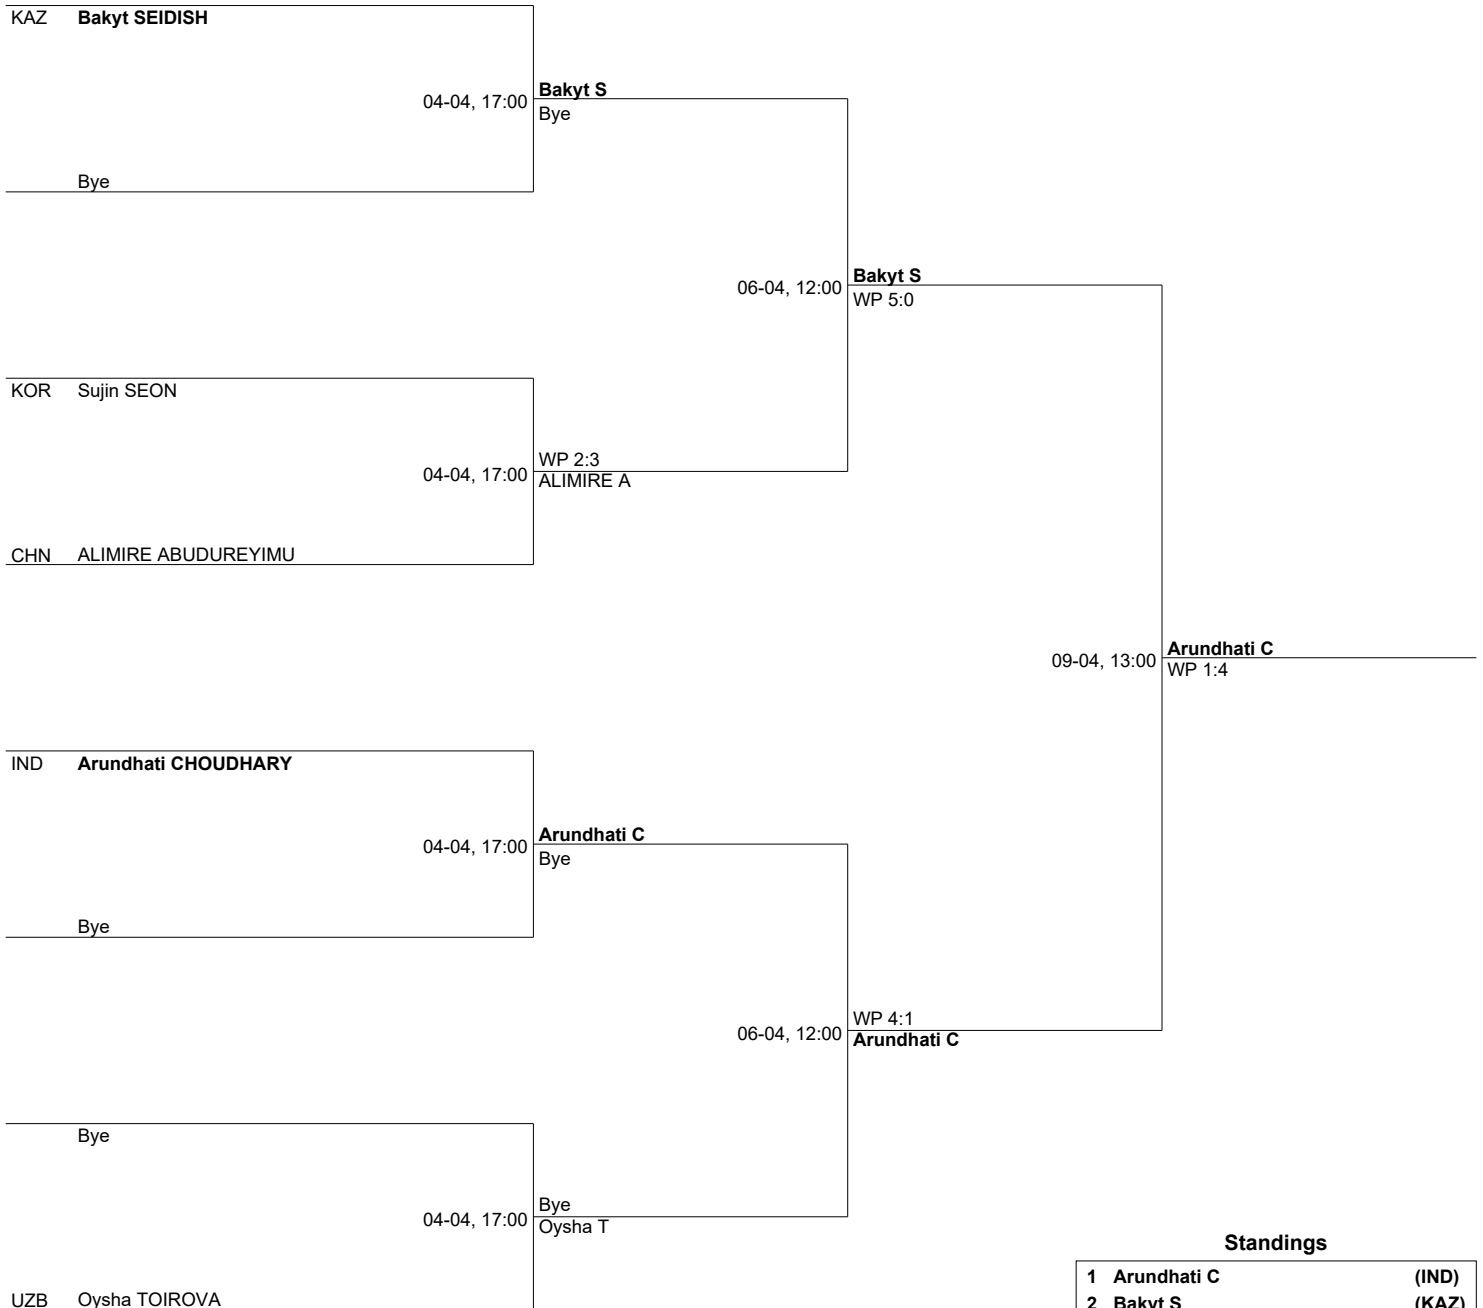 KAZ Bakyt SEIDISH
Bakyt S
04-04, 17:00
Bye
Bye
Bakyt S
06-04, 12:00
WP 5:0
KOR Sujin SEON
WP 2:3
04-04, 17:00
ALIMIRE A
CHN ALIMIRE ABUDUREYIMU
Arundhati C
09-04, 13:00
WP 1:4
IND Arundhati CHOUDHARY
Arundhati C
04-04, 17:00
Bye
Bye
WP 4:1
06-04, 12:00
Arundhati C
Bye
Bye
04-04, 17:00
Oysha T
UZB Oysha TOIROVA
Standings
1 Arundhati C (IND)
2 Bakyt S (KAZ)